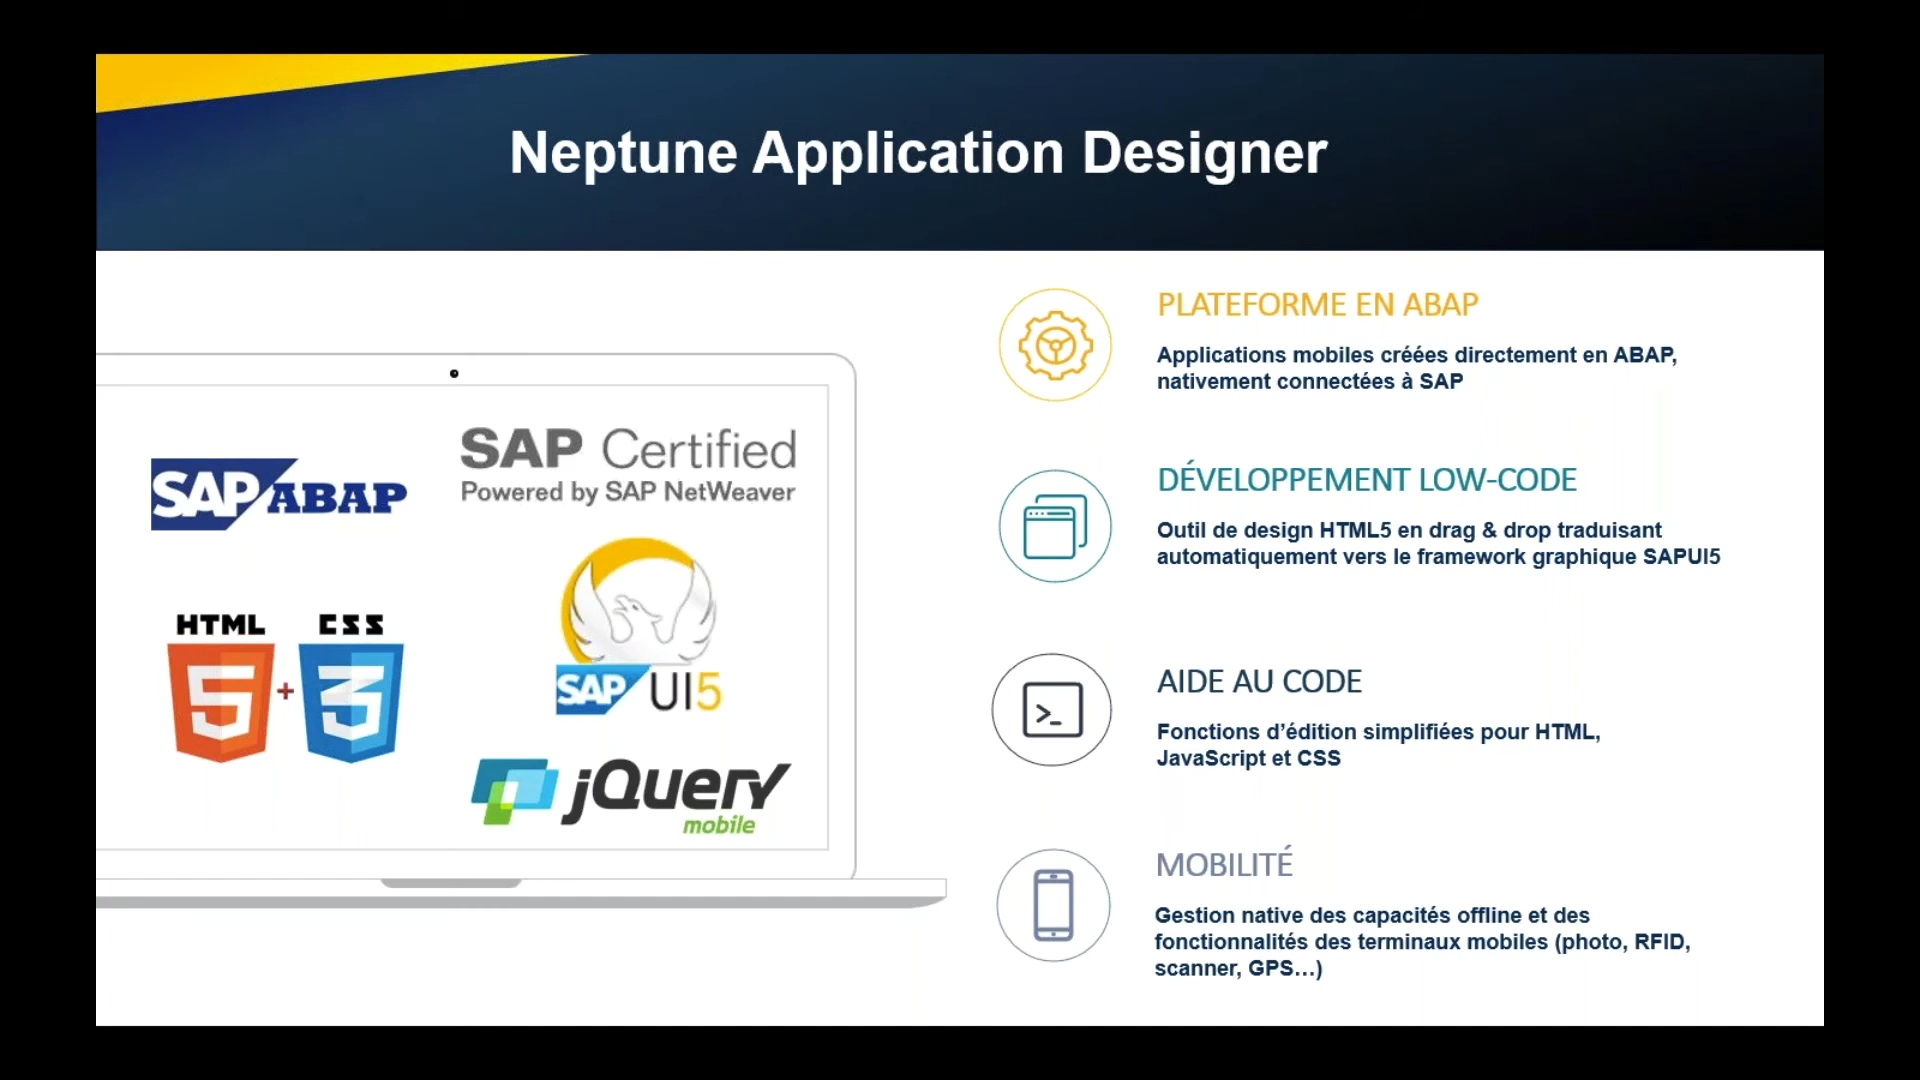 Neptune Application Designer
SAP ABAP
SAP Certified
Powered by SAP NetWeaver
HTML
5
+
CSS
3
SAP UI5
jQuery
mobile
PLATEFORME EN ABAP
Applications mobiles créées directement en ABAP,
nativement connectées à SAP
DÉVELOPPEMENT LOW-CODE
Outil de design HTML5 en drag & drop traduisant
automatiquement vers le framework graphique SAPUI5
>_
AIDE AU CODE
Fonctions d’édition simplifiées pour HTML,
JavaScript et CSS
MOBILITÉ
Gestion native des capacités offline et des
fonctionnalités des terminaux mobiles (photo, RFID,
scanner, GPS…)